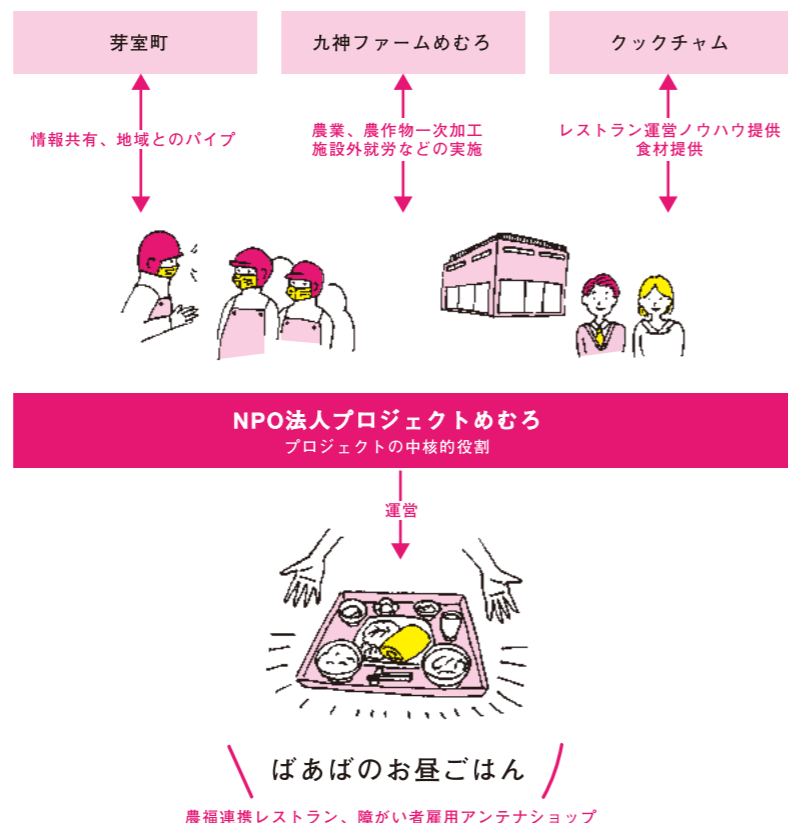 芽室町
九神ファームめむろ
クックチャム
情報共有、地域とのパイプ
農業、農作物一次加工
施設外就労などの実施
レストラン運営ノウハウ提供
食材提供
NPO法人プロジェクトめむろ
プロジェクトの中核的役割
運営
ばあばのお昼ごはん
農福連携レストラン、障がい者雇用アンテナショップ